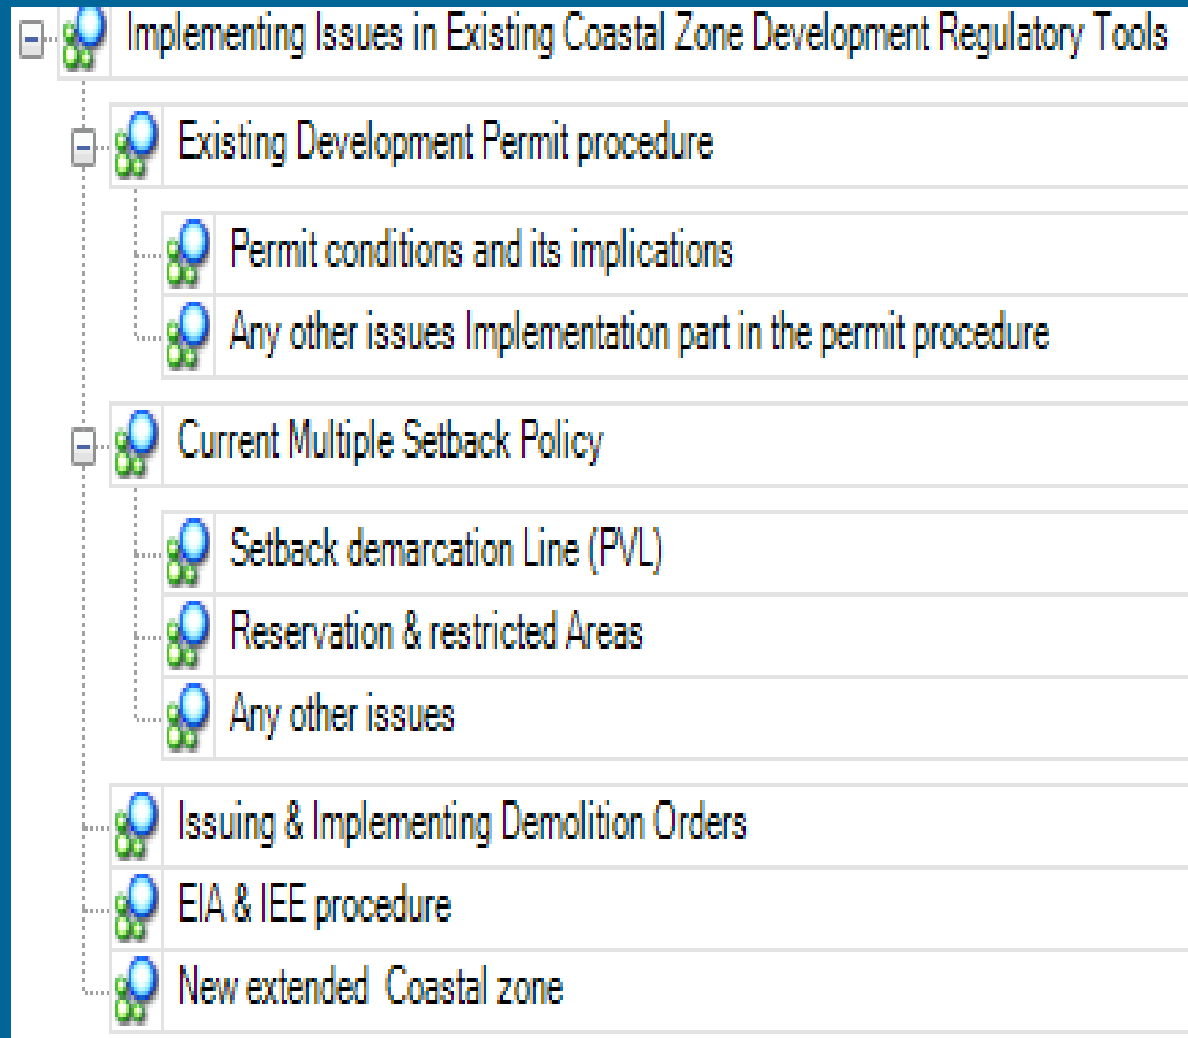 Implementing Issues in Existing Coastal Zone Development Regulatory Tools
Existing Development Permit procedure
Permit conditions and its implications
Any other issues Implementation part in the permit procedure
Current Multiple Setback Policy
Setback demarcation Line (PVL)
Reservation & restricted Areas
Any other issues
Issuing & Implementing Demolition Orders
EIA & IEE procedure
New extended  Coastal zone